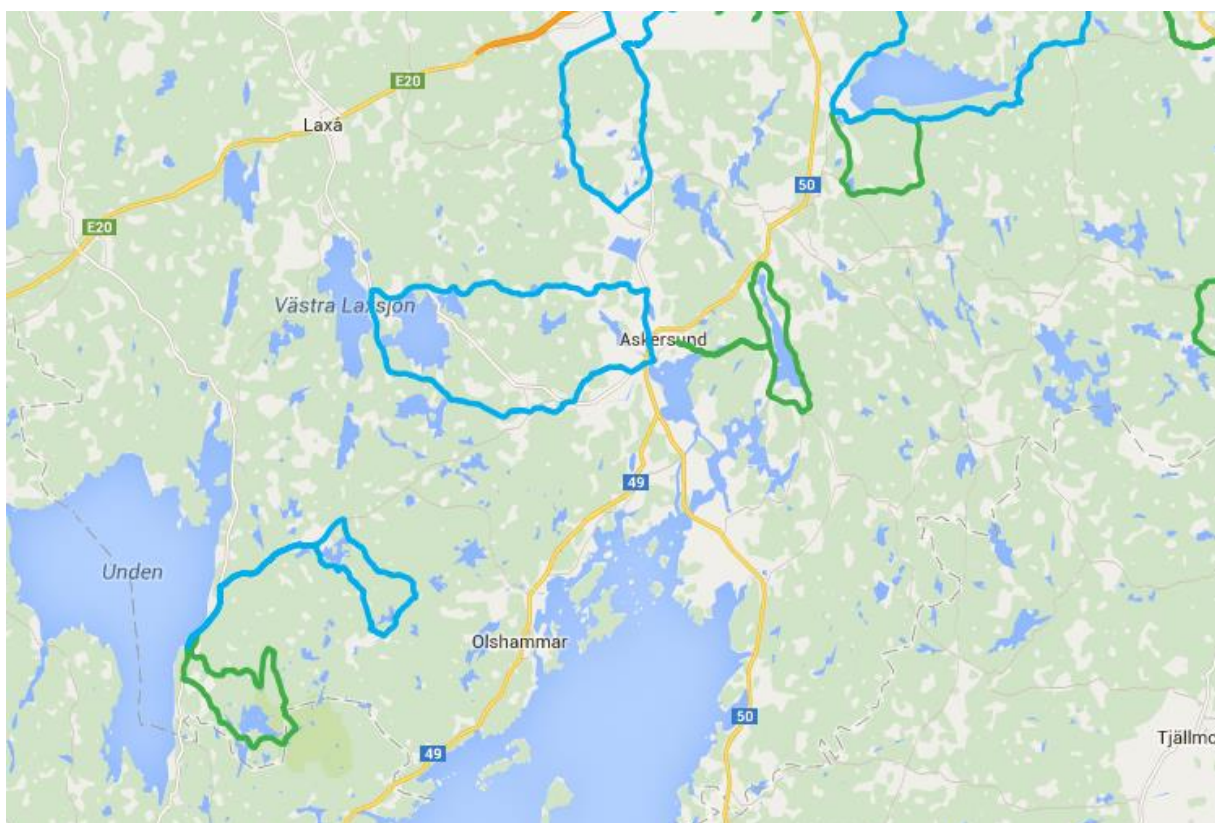 E20
Laxå
50
E20
Västra Laxsjön
Askersund
49
Unden
Olshammar
50
Tjällmo
49